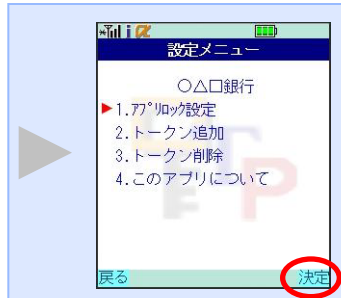 設定メニュー
○△□銀行
1.アプリロック設定
2.トークン追加
3.トークン削除
4.このアプリについて
戻る 決定